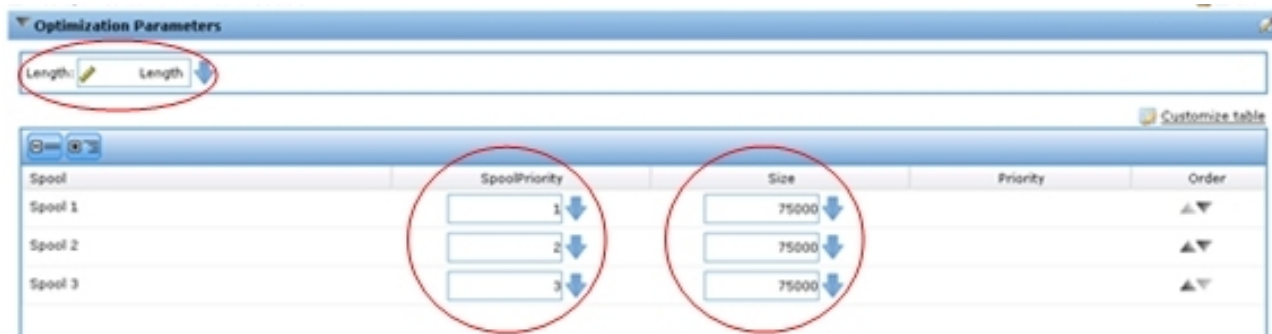 Optimization Parameters
Length: Length
Customize table
Spool SpoolPriority Size Priority Order
Spool 1 1 75000
Spool 2 2 75000
Spool 3 3 75000